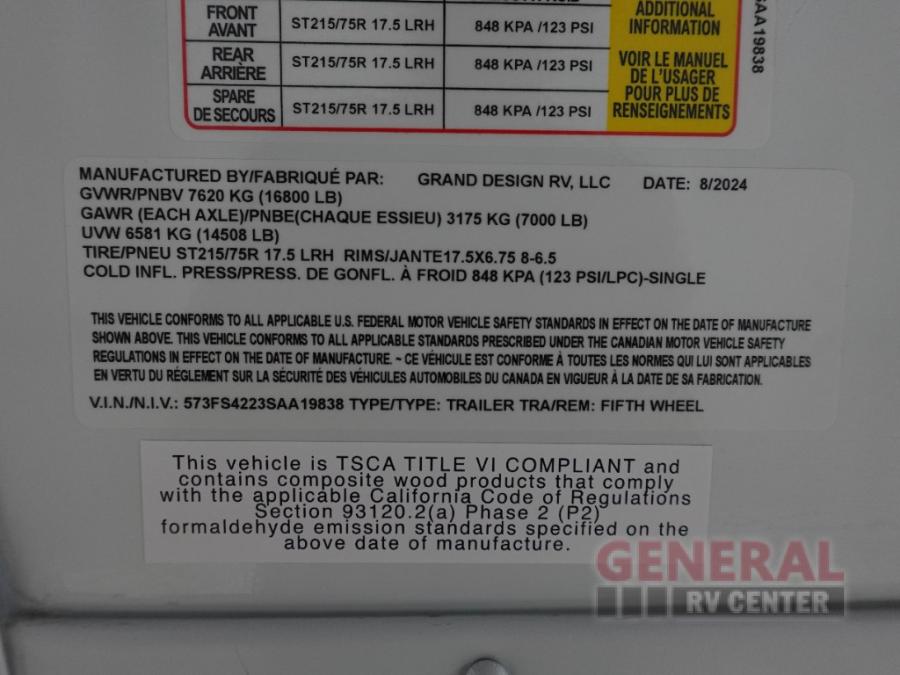 FRONT
AVANT ST215/75R 17.5 LRH 848 KPA /123 PSI
REAR
ARRIÈRE ST215/75R 17.5 LRH 848 KPA /123 PSI
SPARE
DE SECOURS ST215/75R 17.5 LRH 848 KPA /123 PSI
ADDITIONAL
INFORMATION
VOIR LE MANUEL
DE L'USAGER
POUR PLUS DE
RENSEIGNEMENTS
SAA19838
MANUFACTURED BY/FABRIQUÉ PAR: GRAND DESIGN RV, LLC DATE: 8/2024
GVWR/PNBV 7620 KG (16800 LB)
GAWR (EACH AXLE)/PNBE(CHAQUE ESSIEU) 3175 KG (7000 LB)
UVW 6581 KG (14508 LB)
TIRE/PNEU ST215/75R 17.5 LRH RIMS/JANTE17.5X6.75 8-6.5
COLD INFL. PRESS/PRESS. DE GONFL. À FROID 848 KPA (123 PSI/LPC)-SINGLE
THIS VEHICLE CONFORMS TO ALL APPLICABLE U.S. FEDERAL MOTOR VEHICLE SAFETY STANDARDS IN EFFECT ON THE DATE OF MANUFACTURE
SHOWN ABOVE. THIS VEHICLE CONFORMS TO ALL APPLICABLE STANDARDS PRESCRIBED UNDER THE CANADIAN MOTOR VEHICLE SAFETY
REGULATIONS IN EFFECT ON THE DATE OF MANUFACTURE. ~ CE VÉHICULE EST CONFORME À TOUTES LES NORMES QUI LUI SONT APPLICABLES
EN VERTU DU RÉGLEMENT SUR LA SÉCURITÉ DES VÉHICULES AUTOMOBILES DU CANADA EN VIGUEUR À LA DATE DE SA FABRICATION.
V.I.N./N.I.V.: 573FS4223SAA19838 TYPE/TYPE: TRAILER TRA/REM: FIFTH WHEEL
This vehicle is TSCA TITLE VI COMPLIANT and
contains composite wood products that comply
with the applicable California Code of Regulations
Section 93120.2(a) Phase 2 (P2)
formaldehyde emission standards specified on the
above date of manufacture.
GENERAL
RV CENTER